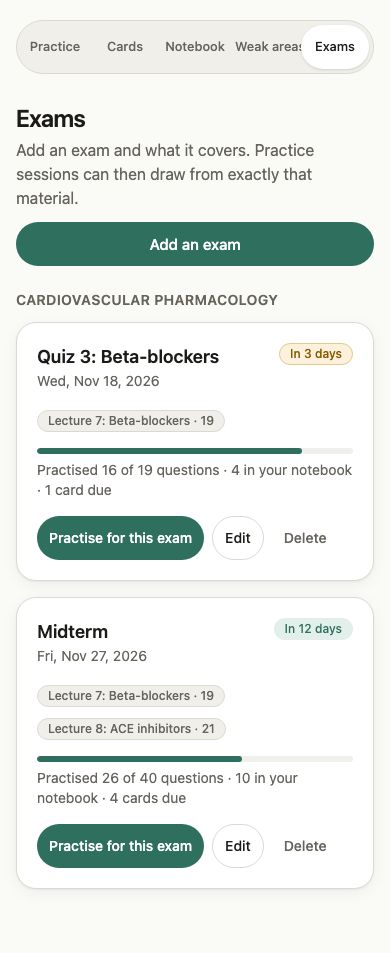 Practice Cards Notebook Weak areas Exams
Exams
Add an exam and what it covers. Practice
sessions can then draw from exactly that
material.
Add an exam
CARDIOVASCULAR PHARMACOLOGY
Quiz 3: Beta-blockers In 3 days
Wed, Nov 18, 2026
Lecture 7: Beta-blockers · 19
Practised 16 of 19 questions · 4 in your notebook
· 1 card due
Practise for this exam Edit Delete
Midterm In 12 days
Fri, Nov 27, 2026
Lecture 7: Beta-blockers · 19
Lecture 8: ACE inhibitors · 21
Practised 26 of 40 questions · 10 in your
notebook · 4 cards due
Practise for this exam Edit Delete